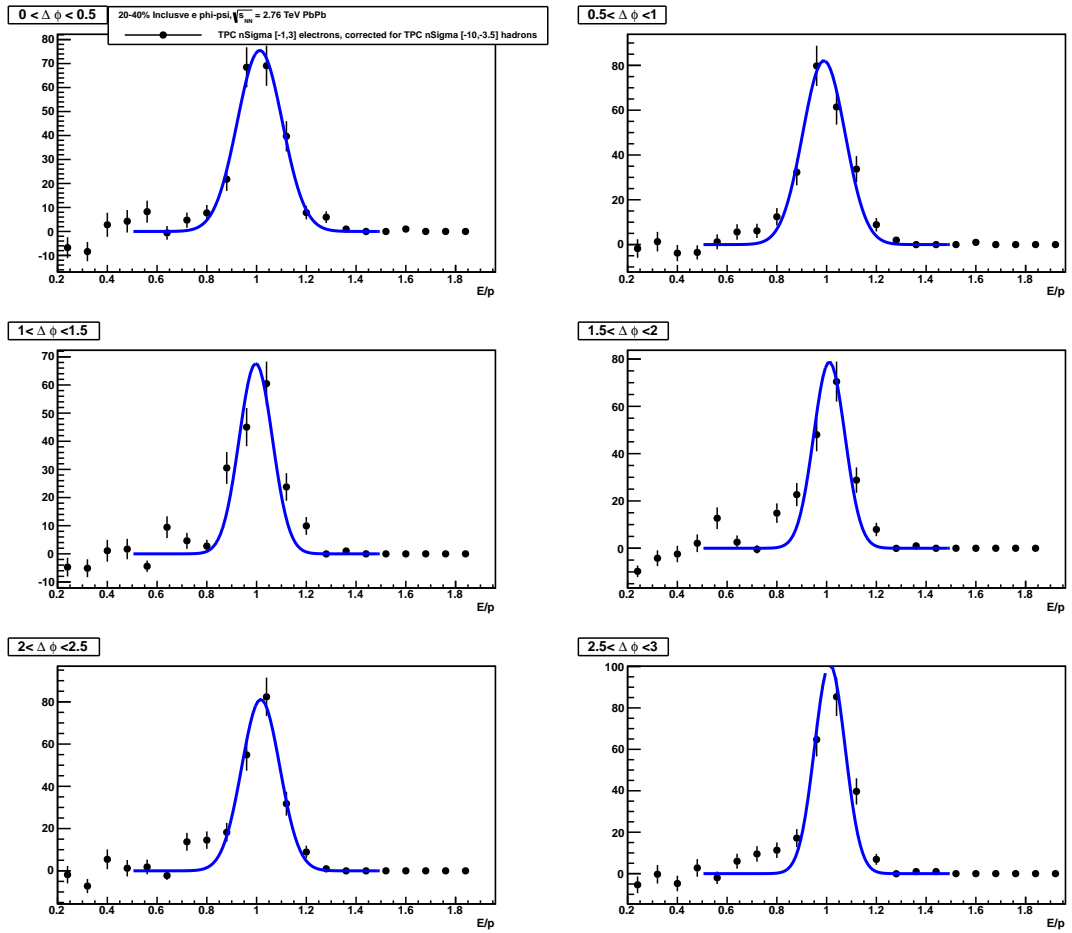 0 < Δ ϕ < 0.5
20-40% Inclusve e phi-psi, √sNN = 2.76 TeV PbPb
TPC nSigma [-1,3] electrons, corrected for TPC nSigma [-10,-3.5] hadrons
80
70
60
50
40
30
20
10
0
-10
0.2 0.4 0.6 0.8 1 1.2 1.4 1.6 1.8
E/p
0.5< Δ ϕ <1
80
60
40
20
0
0.2 0.4 0.6 0.8 1 1.2 1.4 1.6 1.8
E/p
1< Δ ϕ <1.5
70
60
50
40
30
20
10
0
-10
0.2 0.4 0.6 0.8 1 1.2 1.4 1.6 1.8
E/p
1.5< Δ ϕ <2
80
60
40
20
0
0.2 0.4 0.6 0.8 1 1.2 1.4 1.6 1.8
E/p
2< Δ ϕ <2.5
80
60
40
20
0
0.2 0.4 0.6 0.8 1 1.2 1.4 1.6 1.8
E/p
2.5< Δ ϕ <3
100
80
60
40
20
0
0.2 0.4 0.6 0.8 1 1.2 1.4 1.6 1.8
E/p